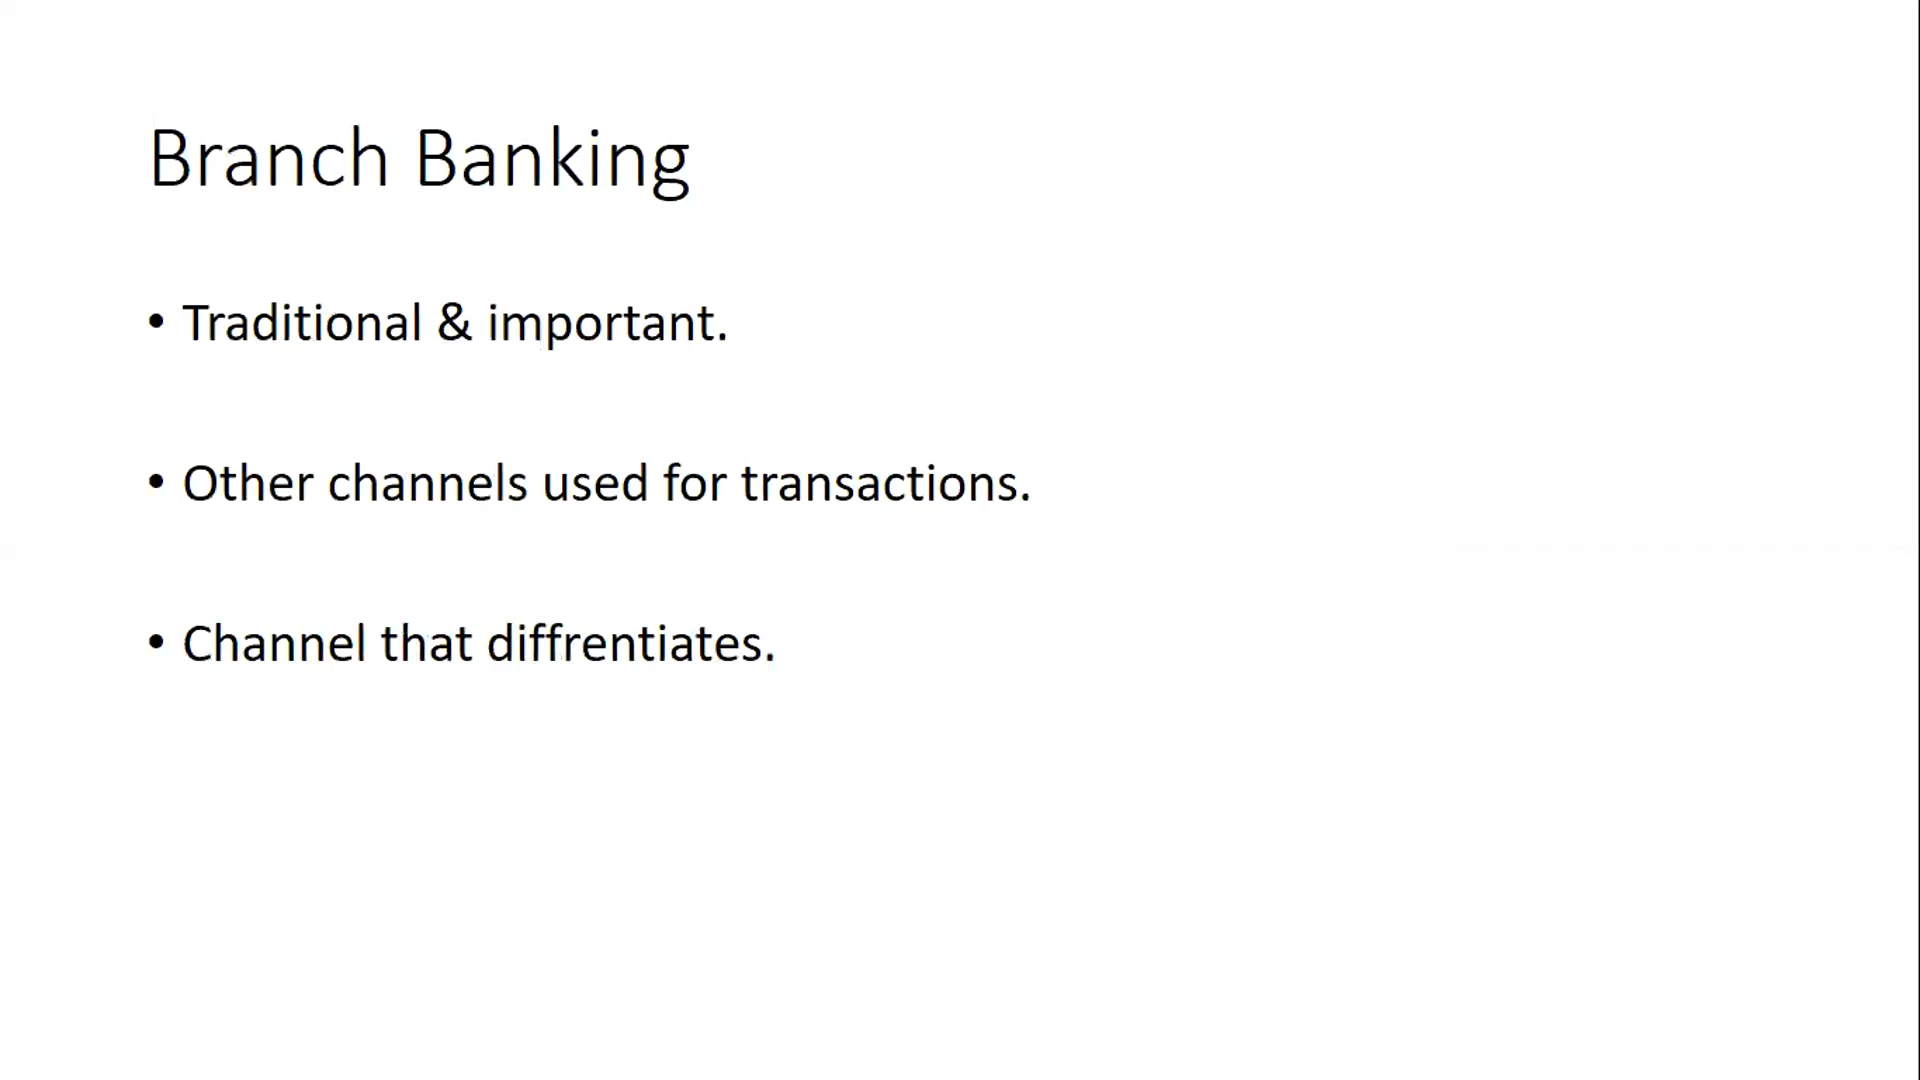 Branch Banking
• Traditional & important.
• Other channels used for transactions.
• Channel that diffrentiates.